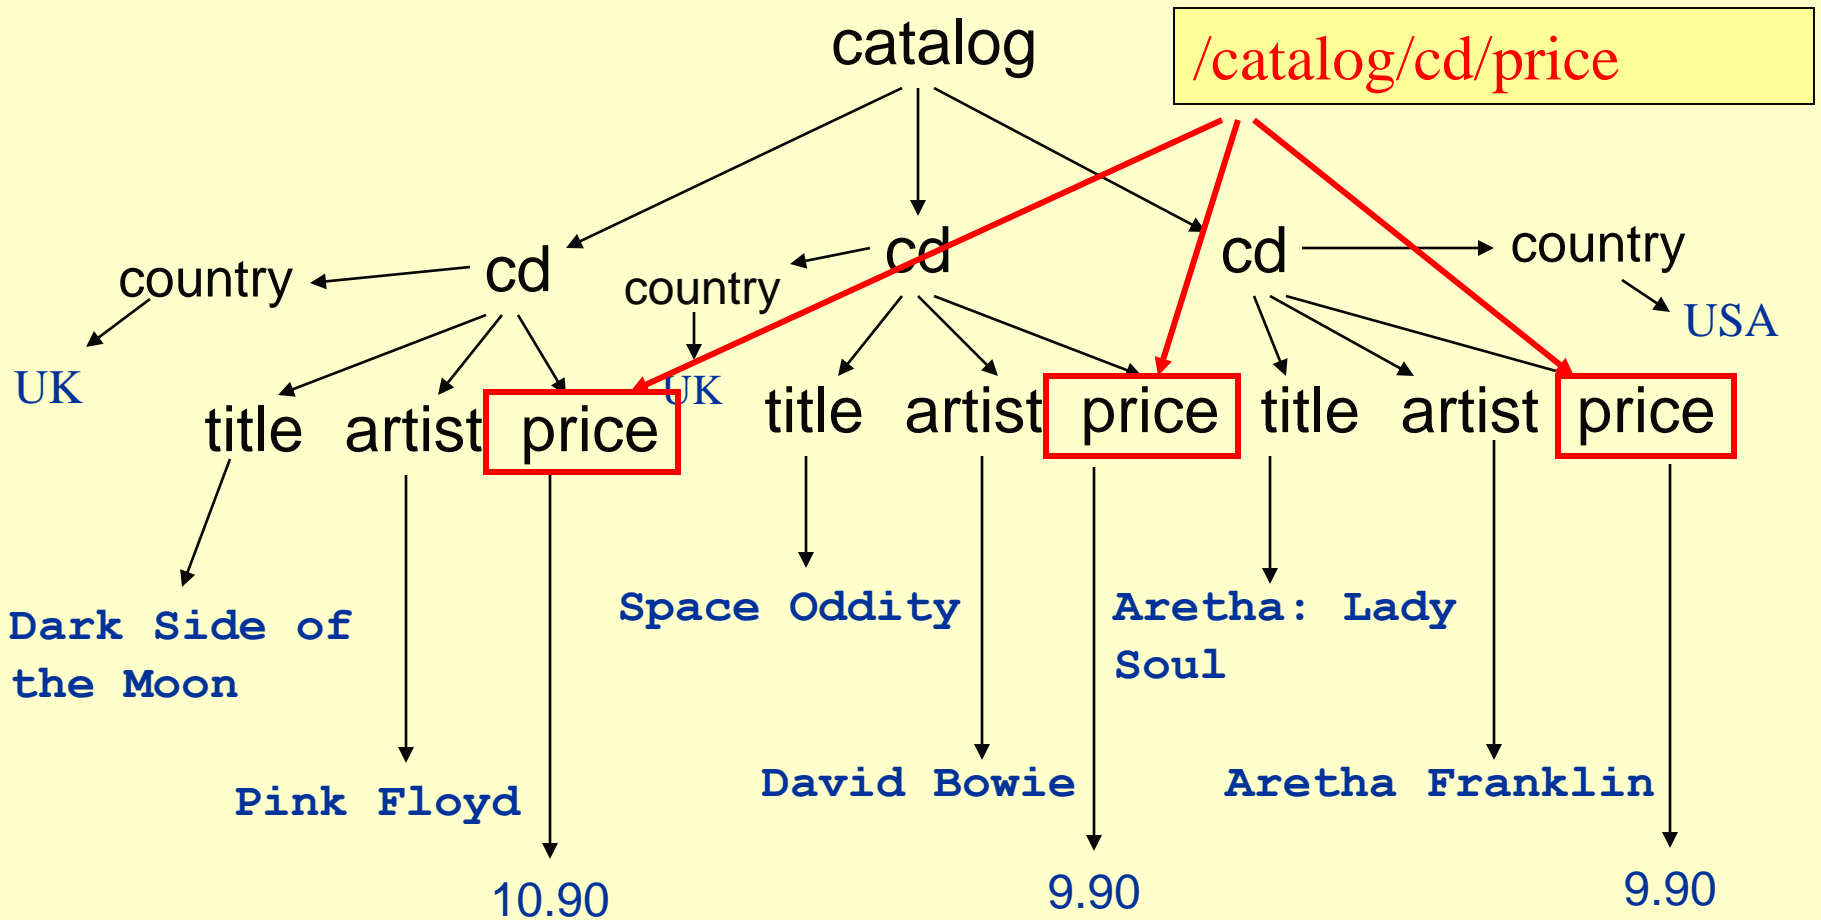 catalog
/catalog/cd/price
country
cd
country
cd
cd
country
UK
UK
USA
title
artist
price
title
artist
price
title
artist
price
Dark Side of
the Moon
Space Oddity
Aretha: Lady
Soul
Pink Floyd
David Bowie
Aretha Franklin
10.90
9.90
9.90